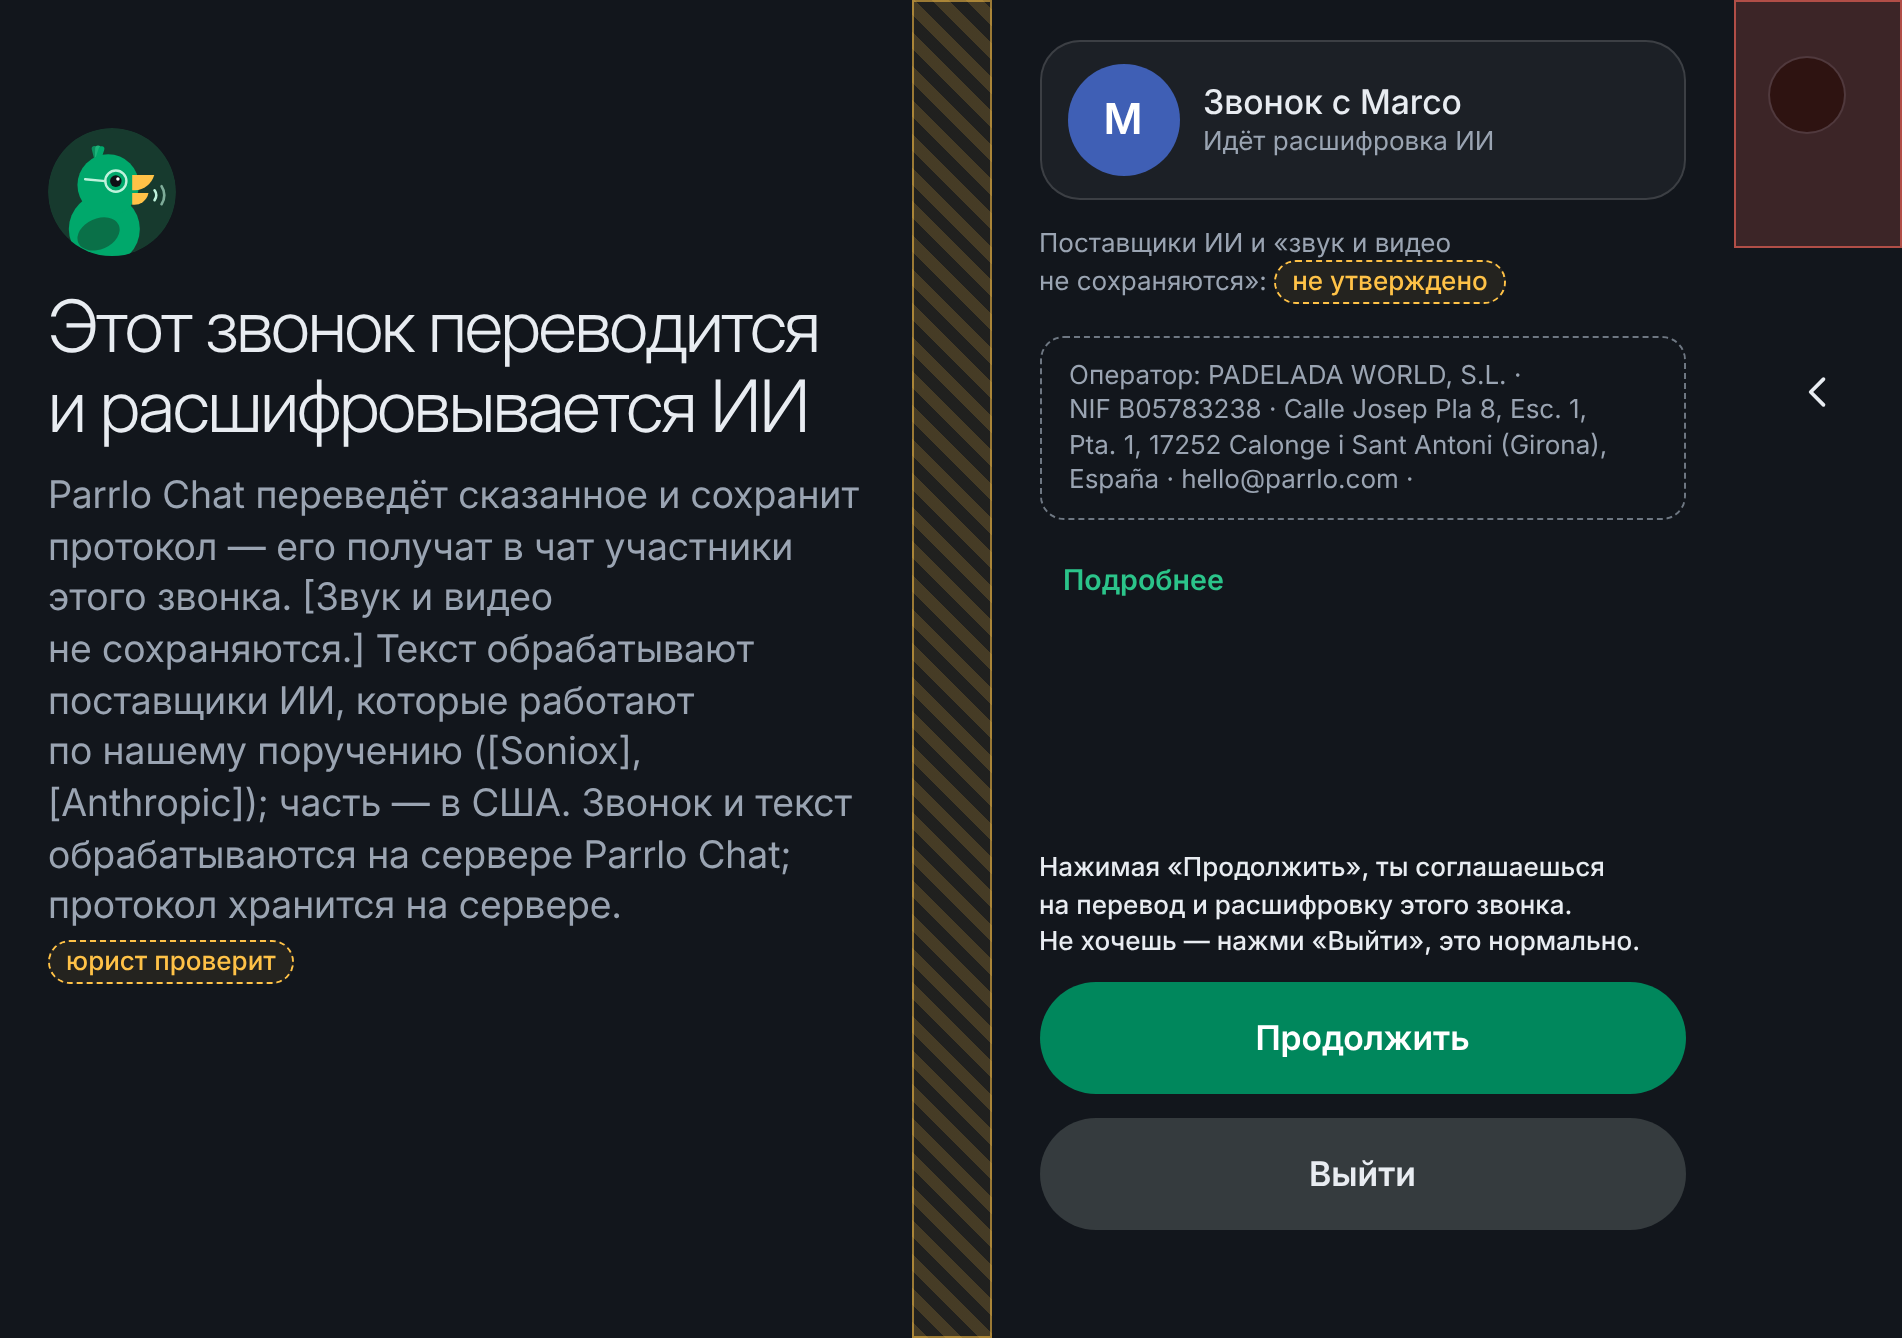 Этот звонок переводится
и расшифровывается ИИ
Parrlo Chat переведёт сказанное и сохранит
протокол — его получат в чат участники
этого звонка. [Звук и видео
не сохраняются.] Текст обрабатывают
поставщики ИИ, которые работают
по нашему поручению ([Soniox],
[Anthropic]); часть — в США. Звонок и текст
обрабатываются на сервере Parrlo Chat;
протокол хранится на сервере.
юрист проверит
M
Звонок с Marco
Идёт расшифровка ИИ
Поставщики ИИ и «звук и видео
не сохраняются»: не утверждено
Оператор: PADELADA WORLD, S.L. ·
NIF B05783238 · Calle Josep Pla 8, Esc. 1,
Pta. 1, 17252 Calonge i Sant Antoni (Girona),
España · hello@parrlo.com ·
Подробнее
Нажимая «Продолжить», ты соглашаешься
на перевод и расшифровку этого звонка.
Не хочешь — нажми «Выйти», это нормально.
Продолжить
Выйти